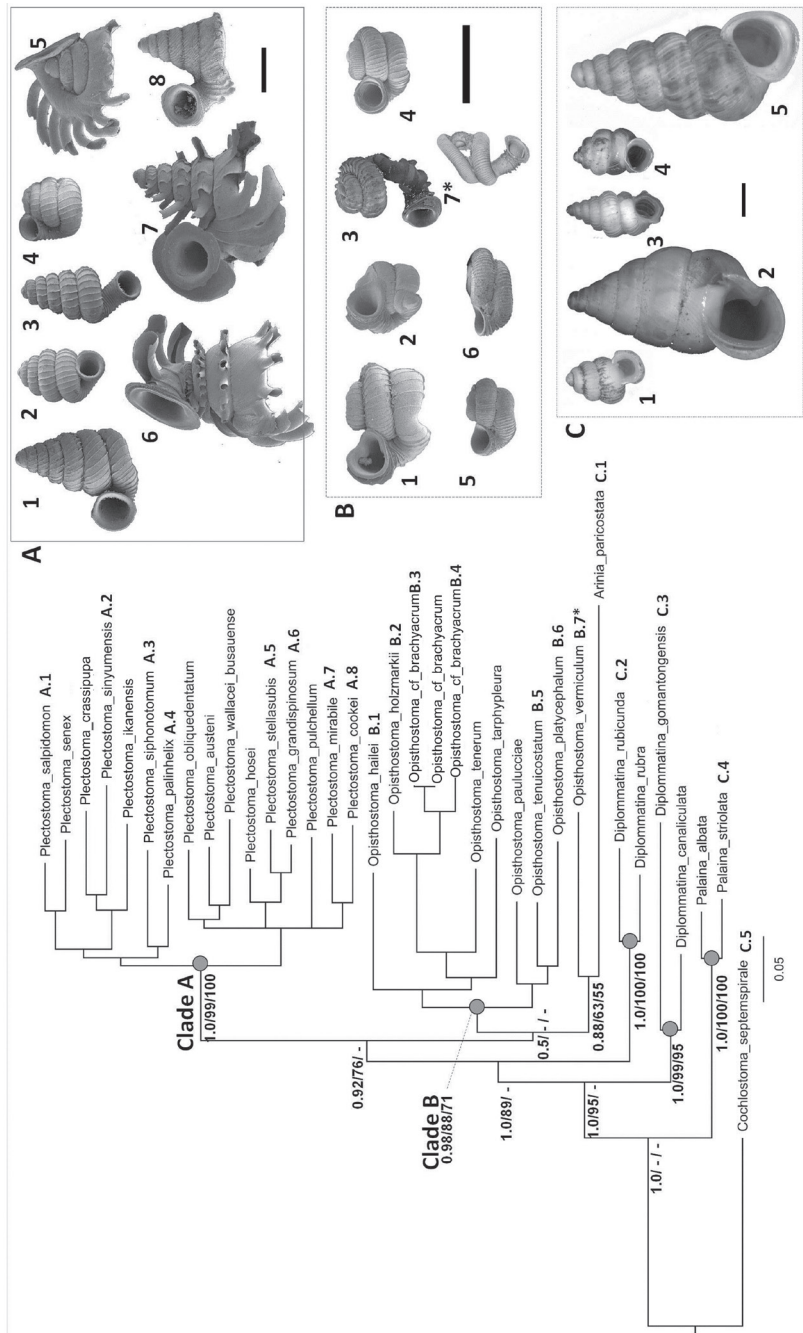 Plectostoma_salpidomon A.1
Plectostoma_senex
Plectostoma_crassipupa
Plectostoma_sinyumensis A.2
Plectostoma_ikanensis
Plectostoma_siphonotomum A.3
Plectostoma_palinhelix A.4
Plectostoma_obliquedentatum
Plectostoma_austeni
Plectostoma_wallacei_busauense
Plectostoma_hosei
Plectostoma_stellasubis A.5
Plectostoma_grandispinosum A.6
Plectostoma_pulchellum
Plectostoma_mirabile A.7
Plectostoma_cookei A.8
Opisthostoma_hailei B.1
Opisthostoma_holzmarkii B.2
Opisthostoma_cf_brachyacrum B.3
Opisthostoma_cf_brachyacrum
Opisthostoma_cf_brachyacrum B.4
Opisthostoma_tenerum
Opisthostoma_tarphypleura
Opisthostoma_paulucciae
Opisthostoma_tenuicostatum B.5
Opisthostoma_platycephalum B.6
Opisthostoma_vermiculum B.7*
Arinia_paricostata C.1
Diplommatina_rubicunda C.2
Diplommatina_rubra
Diplommatina_gomantongensis C.3
Diplommatina_canaliculata
Palaina_albata
Palaina_striolata C.4
Cochlostoma_septemspirale C.5
Clade A
1.0/99/100
0.92/76/ -
Clade B
0.98/88/71
0.5/ - / -
0.88/63/55
1.0/89/ -
1.0/100/100
1.0/95/ -
1.0/99/95
1.0/ - / -
1.0/100/100
0.05
A
1
2
3
4
5
6
7
8
B
1
2
3
4
5
6
7*
C
1
2
3
4
5